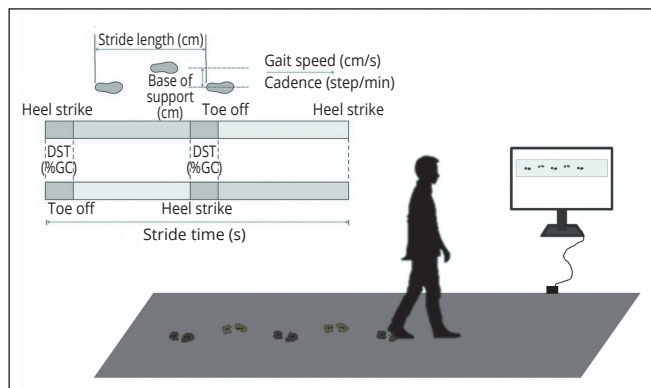 Stride length (cm)
Gait speed (cm/s)
Base of
support
(cm)
Cadence (step/min)
Heel strike
Toe off
Heel strike
DST
(%GC)
DST
(%GC)
Toe off
Heel strike
Stride time (s)